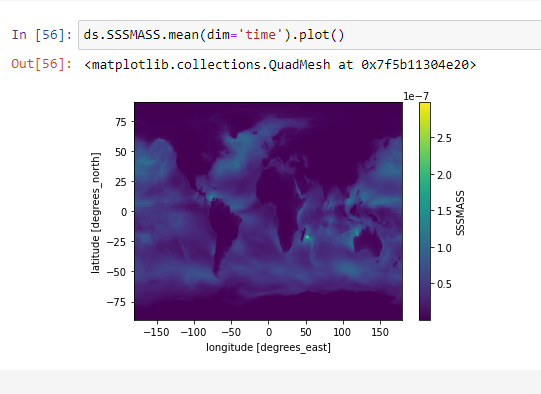 In [56]: ds.SSSMASS.mean(dim='time').plot()
Out[56]: <matplotlib.collections.QuadMesh at 0x7f5b11304e20>
1e−7
75
50
25
0
−25
−50
−75
latitude [degrees_north]
−150 −100 −50 0 50 100 150
longitude [degrees_east]
2.5
2.0
1.5
1.0
0.5
SSSMASS